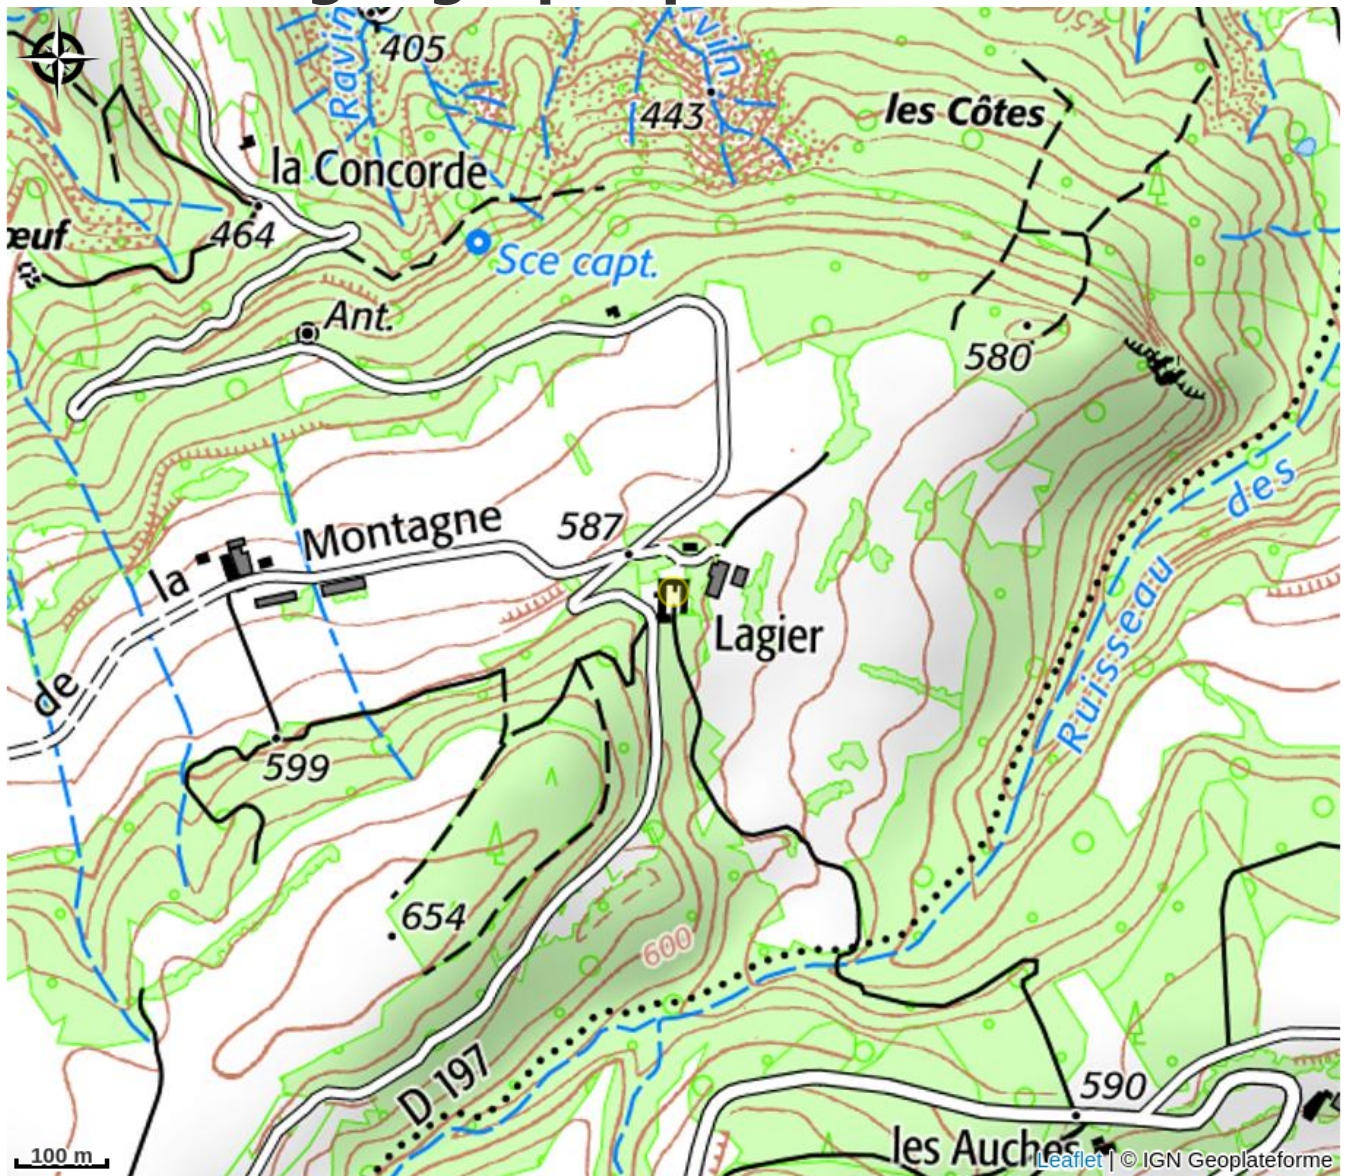 405
Ravin
443
les Côtes
la Concorde
464
Sce capt.
Ant.
580
des
587
Montagne
la
de
Lagier
Ruisseau
599
654
600
D 197
590
les Auches
100 m
Leaflet | © IGN Geoplateforme